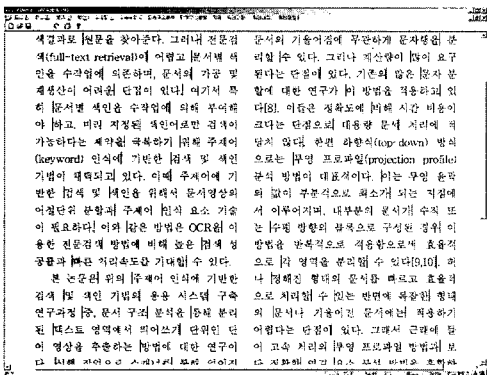 색결과로 원문을 찾아준다. 그러나 전문검
색(full-text retrieval)에 어렵고 문서별 색
인을 수작업에 의존하며, 문서의 가공 및
재생산이 어려운 단점이 있다. 여기서 특
히 문서별 색인을 수작업에 의해 부여해
야 하고, 미리 지정된 색인어로만 검색이
가능하다는 제약을 극복하기 위해 주제어
(keyword) 인식에 기반한 검색 및 색인
기법이 채택되고 있다. 이때 주제어에 기
반한 검색 및 색인을 위해서 문서영상의
어절단위 분할과 주제어 인식 요소 기술
이 필요하다. 이와 같은 방법은 OCR을 이
용한 전문검색 방법에 비해 높은 검색 성
공률과 빠른 처리속도를 기대할 수 있다.
본 논문은 위의 주제어 인식에 기반한
검색 및 색인 기법의 응용 시스템 구축
연구과정 중, 문서 구조 분석을 통해 분리
된 텍스트 영역에서 띄어쓰기 단위인 단
어 영상을 추출하는 방법에 대한 연구이
문서의 기울어짐에 무관하게 문자열을 분
리할 수 있다. 그러나 계산량이 많이 요구
된다는 단점이 있다. 기존의 많은 문자 분
할에 대한 연구가 이 방법을 적용하고 있
다[8]. 이들은 정확도에 비해 시간 비용이
크다는 단점으로 대용량 문서 처리에 적
당치 않다. 한편 하향식(top-down) 방식
으로는 투영 프로파일(projection profile)
분석 방법이 대표적이다. 이는 투영 윤곽
의 값이 부분적으로 최소가 되는 지점에
서 이루어지며, 대부분의 문서가 수직 또
는 수평 방향의 블록으로 구성된 경우 이
방법을 반복적으로 적용함으로써 효율적
으로 각 영역을 분리할 수 있다[9,10]. 허
나 정해진 형태의 문서를 빠르고 효율적
으로 처리할 수 있는 반면에 복잡한 형태
의 문서나 기울어진 문서에는 적용하기
어렵다는 단점이 있다. 그래서 근래에 들
어 고속 처리의 투영 프로파일 방법과 보